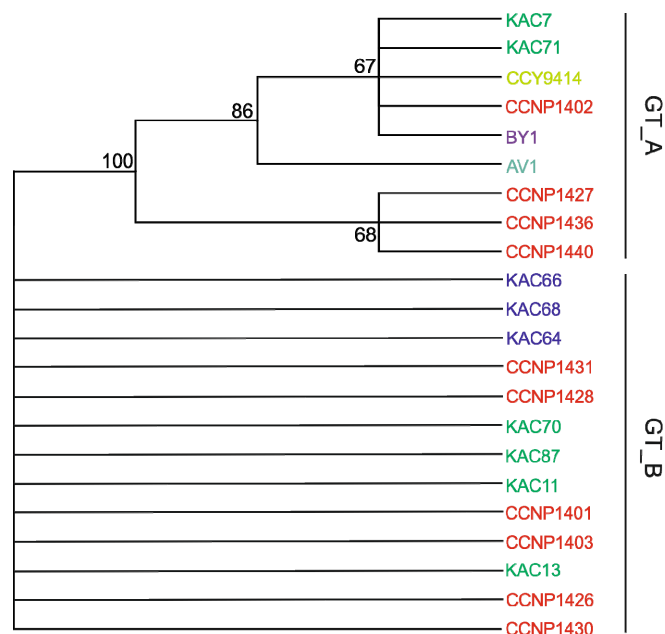 KAC7
KAC71
67
CCY9414
86
CCNP1402
BY1
100
AV1
CCNP1427
CCNP1436
68
CCNP1440
GT_A
KAC66
KAC68
KAC64
CCNP1431
CCNP1428
KAC70
KAC87
KAC11
CCNP1401
CCNP1403
KAC13
CCNP1426
CCNP1430
GT_B